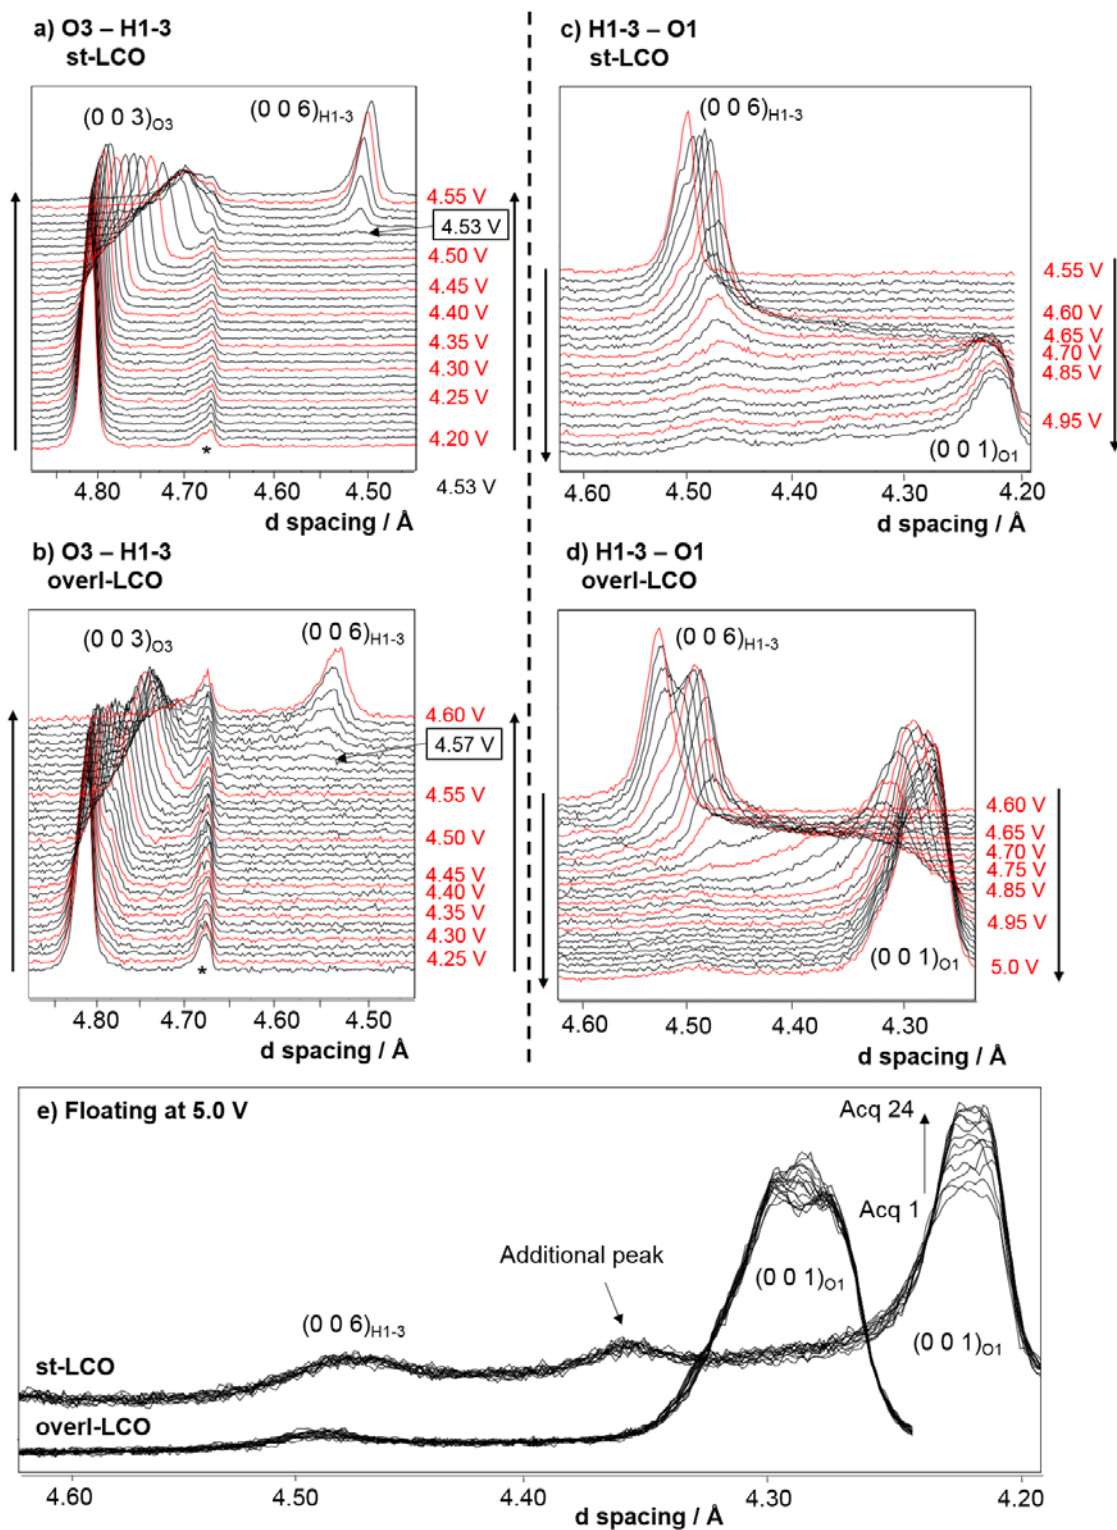 a) O3 – H1-3
st-LCO
(0 0 3)O3
(0 0 6)H1-3
4.55 V
4.53 V
4.50 V
4.45 V
4.40 V
4.35 V
4.30 V
4.25 V
4.20 V
*
4.80 4.70 4.60 4.50
4.53 V
d spacing / Å
c) H1-3 – O1
st-LCO
(0 0 6)H1-3
4.55 V
4.60 V
4.65 V
4.70 V
4.85 V
4.95 V
(0 0 1)O1
4.60 4.50 4.40 4.30 4.20
d spacing / Å
b) O3 – H1-3
overl-LCO
(0 0 3)O3
(0 0 6)H1-3
4.60 V
4.57 V
4.55 V
4.50 V
4.45 V
4.40 V
4.35 V
4.30 V
4.25 V
*
4.80 4.70 4.60 4.50
d spacing / Å
d) H1-3 – O1
overl-LCO
(0 0 6)H1-3
4.60 V
4.65 V
4.70 V
4.75 V
4.85 V
4.95 V
(0 0 1)O1
5.0 V
4.60 4.50 4.40 4.30
d spacing / Å
e) Floating at 5.0 V
Acq 24
Acq 1
Additional peak
(0 0 1)O1
(0 0 6)H1-3
(0 0 1)O1
st-LCO
overl-LCO
4.60 4.50 4.40 4.30 4.20
d spacing / Å